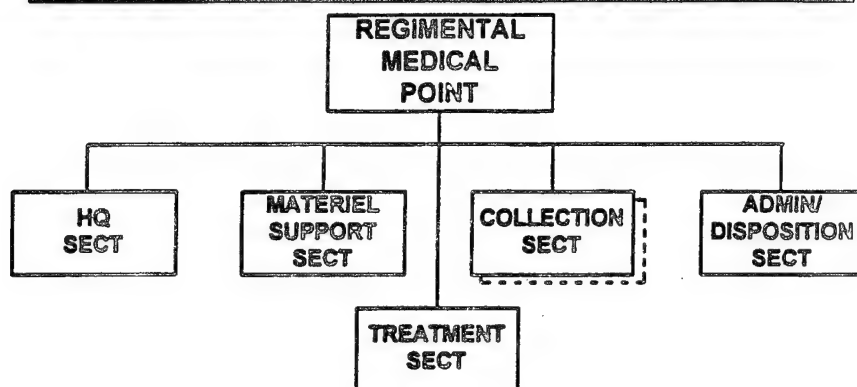 REGIMENTAL
MEDICAL
POINT
HQ
SECT
MATERIEL
SUPPORT
SECT
COLLECTION
SECT
ADMIN/
DISPOSITION
SECT
TREATMENT
SECT